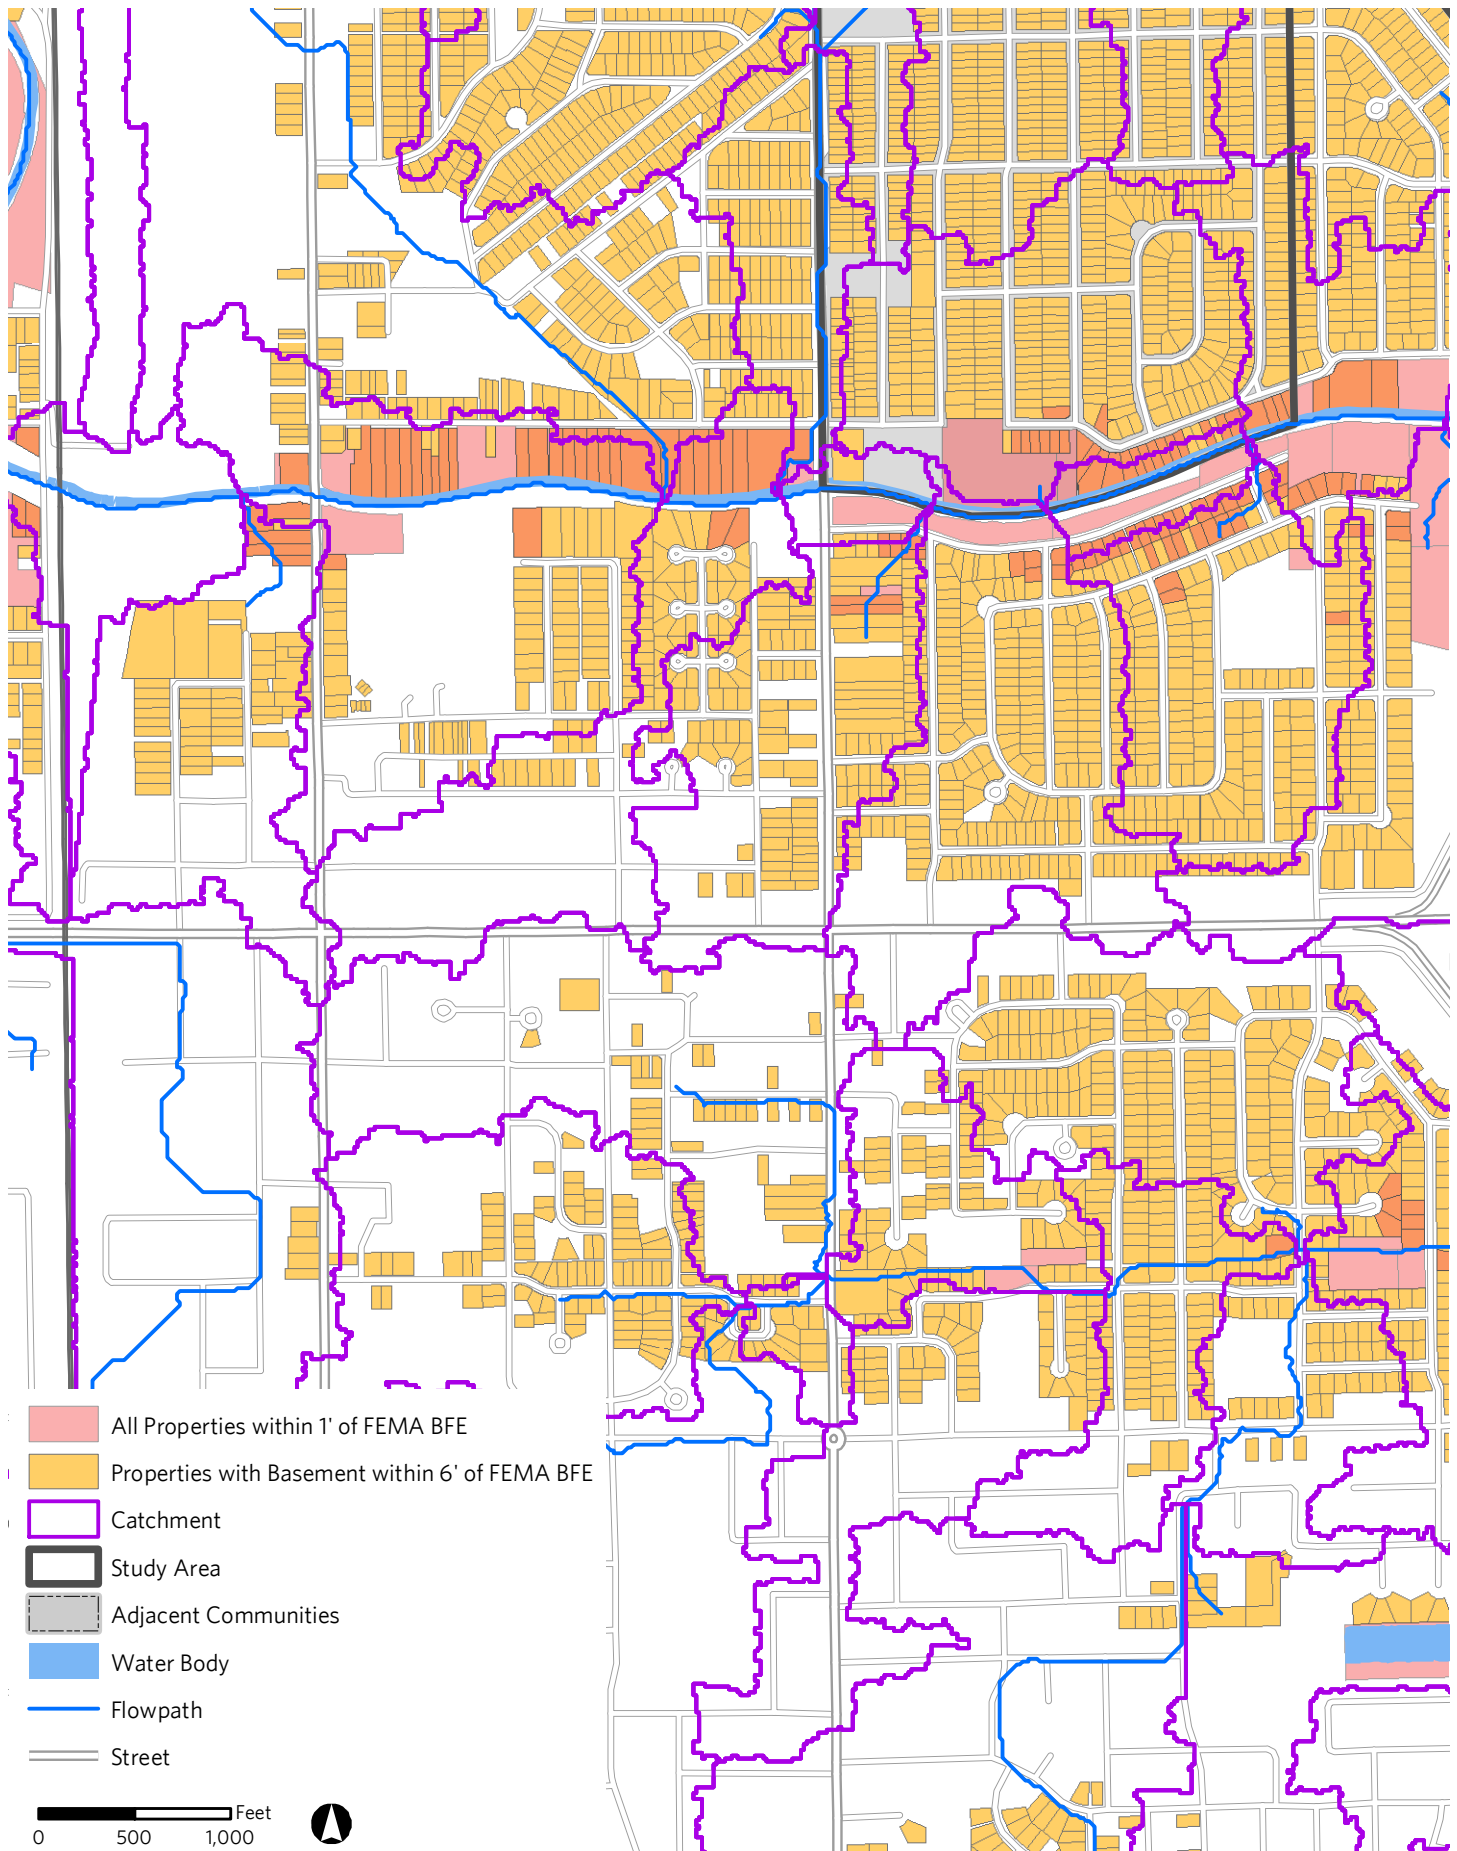 All Properties within 1' of FEMA BFE
Properties with Basement within 6' of FEMA BFE
Catchment
Study Area
Adjacent Communities
Water Body
Flowpath
Street
Feet
0 500 1,000